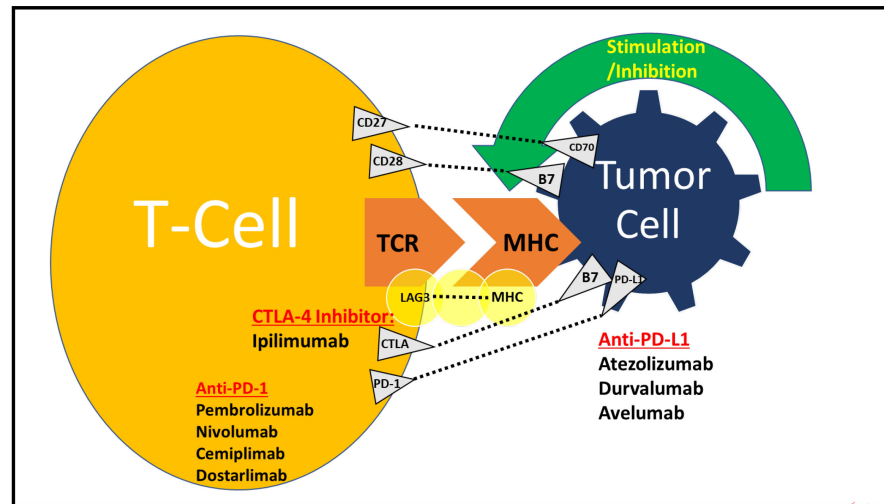 Stimulation
/Inhibition
CD27
CD70
CD28
B7
T-Cell
Tumor
Cell
TCR
MHC
B7
PD-L1
LAG3
MHC
CTLA-4 Inhibitor:
Ipilimumab
CTLA
Anti-PD-L1
Atezolizumab
Durvalumab
Avelumab
PD-1
Anti-PD-1
Pembrolizumab
Nivolumab
Cemiplimab
Dostarlimab